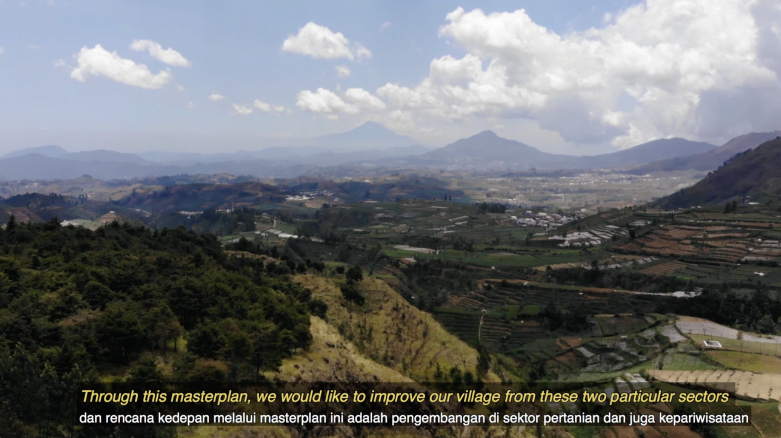 Through this masterplan, we would like to improve our village from these two particular sectors
dan rencana kedepan melalui masterplan ini adalah pengembangan di sektor pertanian dan juga kepariwisataan